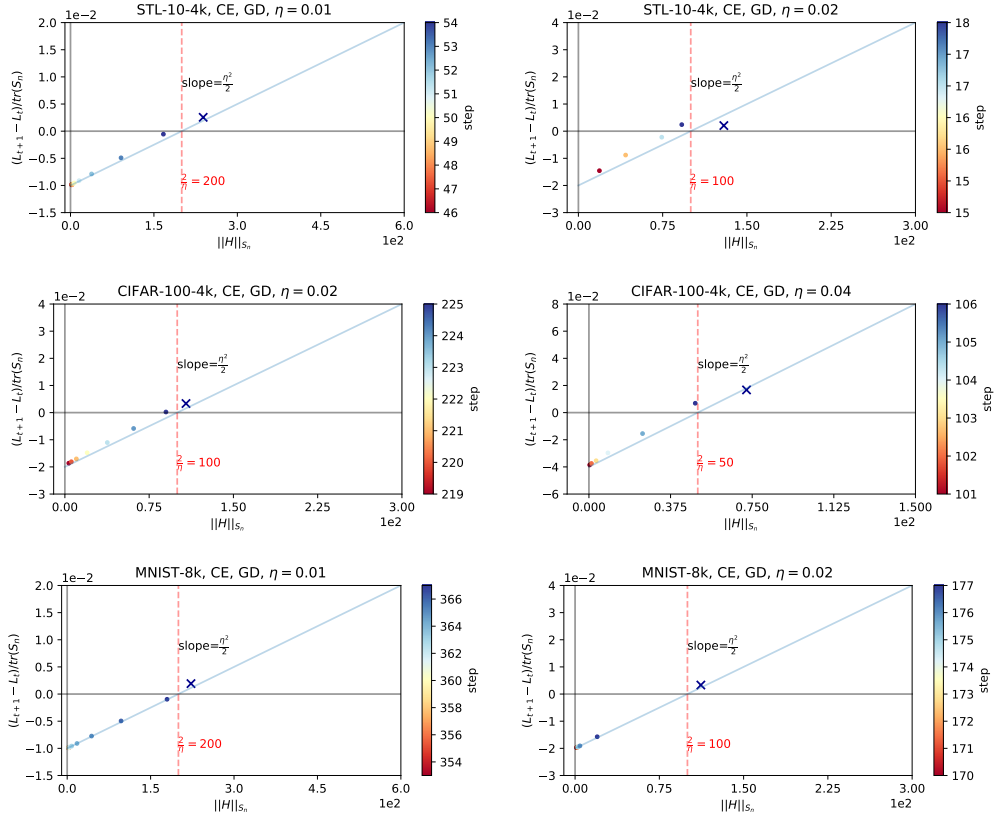 STL-10-4k, CE, GD, η = 0.01
1e−2
2.0
1.5
1.0
0.5
0.0
−0.5
−1.0
−1.5
(L_{t+1} − L_t)/tr(S_n)
slope=η²/2
2/η = 200
0.0 1.5 3.0 4.5 6.0
1e2
||H||_{S_n}
54
53
52
51
50
49
48
47
46
step
STL-10-4k, CE, GD, η = 0.02
1e−2
4
3
2
1
0
−1
−2
−3
(L_{t+1} − L_t)/tr(S_n)
slope=η²/2
2/η = 100
0.00 0.75 1.50 2.25 3.00
1e2
||H||_{S_n}
18
17
17
16
16
15
15
step
CIFAR-100-4k, CE, GD, η = 0.02
1e−2
4
3
2
1
0
−1
−2
−3
(L_{t+1} − L_t)/tr(S_n)
slope=η²/2
2/η = 100
0.00 0.75 1.50 2.25 3.00
1e2
||H||_{S_n}
225
224
223
222
221
220
219
step
CIFAR-100-4k, CE, GD, η = 0.04
1e−2
8
6
4
2
0
−2
−4
−6
(L_{t+1} − L_t)/tr(S_n)
slope=η²/2
2/η = 50
0.000 0.375 0.750 1.125 1.500
1e2
||H||_{S_n}
106
105
104
103
102
101
step
MNIST-8k, CE, GD, η = 0.01
1e−2
2.0
1.5
1.0
0.5
0.0
−0.5
−1.0
−1.5
(L_{t+1} − L_t)/tr(S_n)
slope=η²/2
2/η = 200
0.0 1.5 3.0 4.5 6.0
1e2
||H||_{S_n}
366
364
362
360
358
356
354
step
MNIST-8k, CE, GD, η = 0.02
1e−2
4
3
2
1
0
−1
−2
−3
(L_{t+1} − L_t)/tr(S_n)
slope=η²/2
2/η = 100
0.00 0.75 1.50 2.25 3.00
1e2
||H||_{S_n}
177
176
175
174
173
172
171
170
step